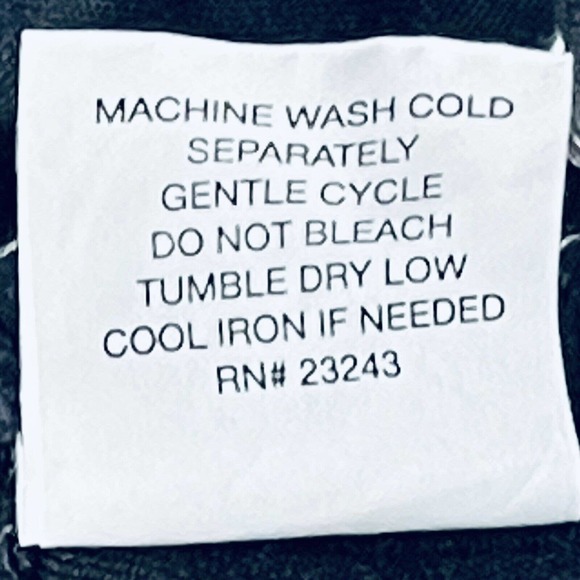 MACHINE WASH COLD
SEPARATELY
GENTLE CYCLE
DO NOT BLEACH
TUMBLE DRY LOW
COOL IRON IF NEEDED
RN# 23243